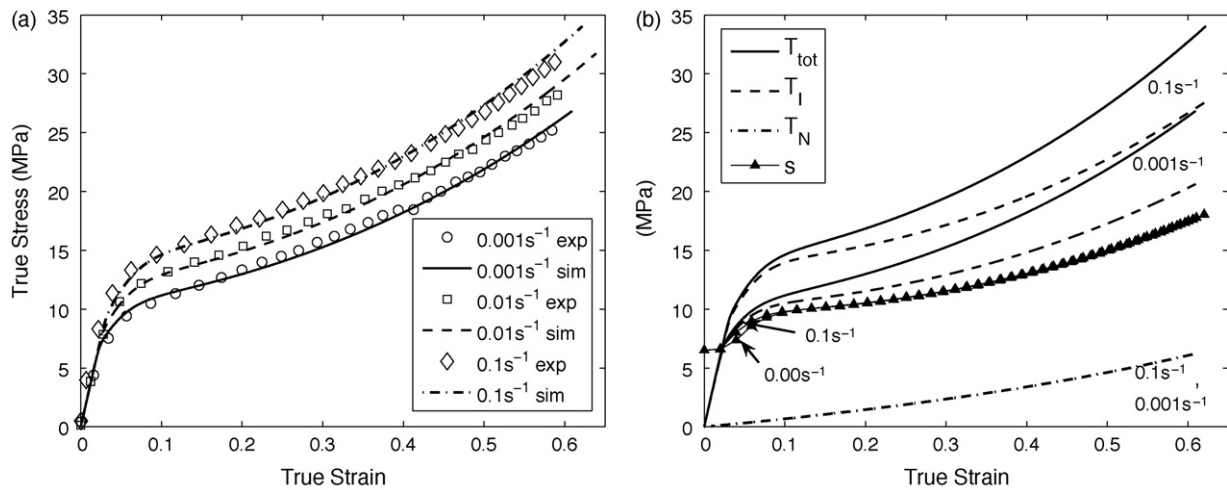 (a)
True Stress (MPa)
35
30
25
20
15
10
5
0
0
0.1
0.2
0.3
0.4
0.5
0.6
True Strain
0.001s⁻¹ exp
0.001s⁻¹ sim
0.01s⁻¹ exp
0.01s⁻¹ sim
0.1s⁻¹ exp
0.1s⁻¹ sim
(b)
(MPa)
35
30
25
20
15
10
5
0
0
0.1
0.2
0.3
0.4
0.5
0.6
True Strain
T_tot
T_I
T_N
s
0.1s⁻¹
0.001s⁻¹
0.1s⁻¹
0.00s⁻¹
0.1s⁻¹ ,
0.001s⁻¹